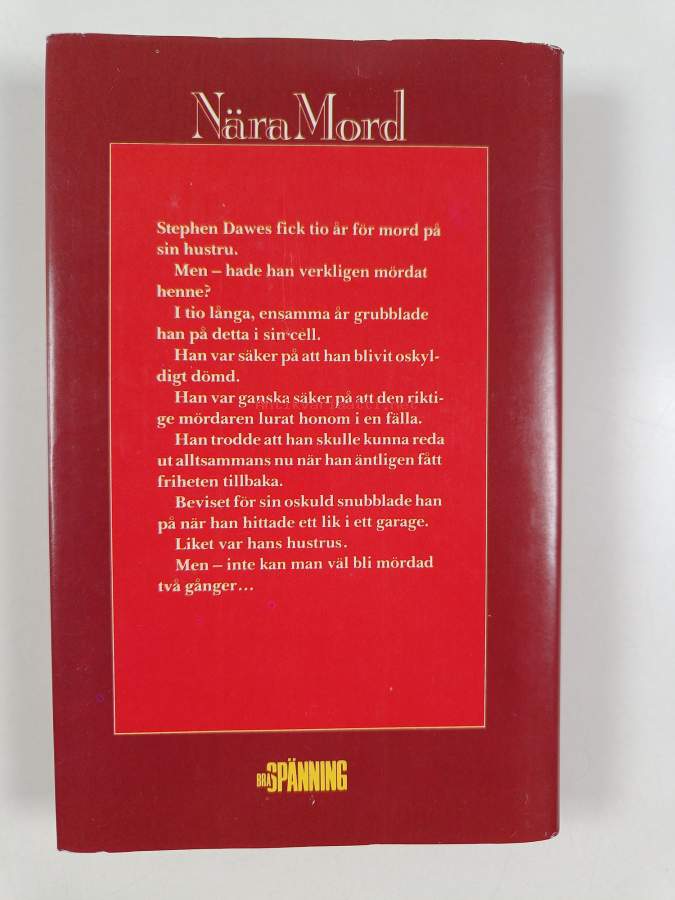 Nära Mord
Stephen Dawes fick tio år för mord på
sin hustru.
Men – hade han verkligen mördat
henne?
I tio långa, ensamma år grubblade
han på detta i sin cell.
Han var säker på att han blivit oskyl-
digt dömd.
Han var ganska säker på att den rikti-
Antikvariaatti.net
ge mördaren lurat honom i en fälla.
Han trodde att han skulle kunna reda
ut alltsammans nu när han äntligen fått
friheten tillbaka.
Beviset för sin oskuld snubblade han
på när han hittade ett lik i ett garage.
Liket var hans hustrus.
Men – inte kan man väl bli mördad
två gånger...
BRA SPÄNNING